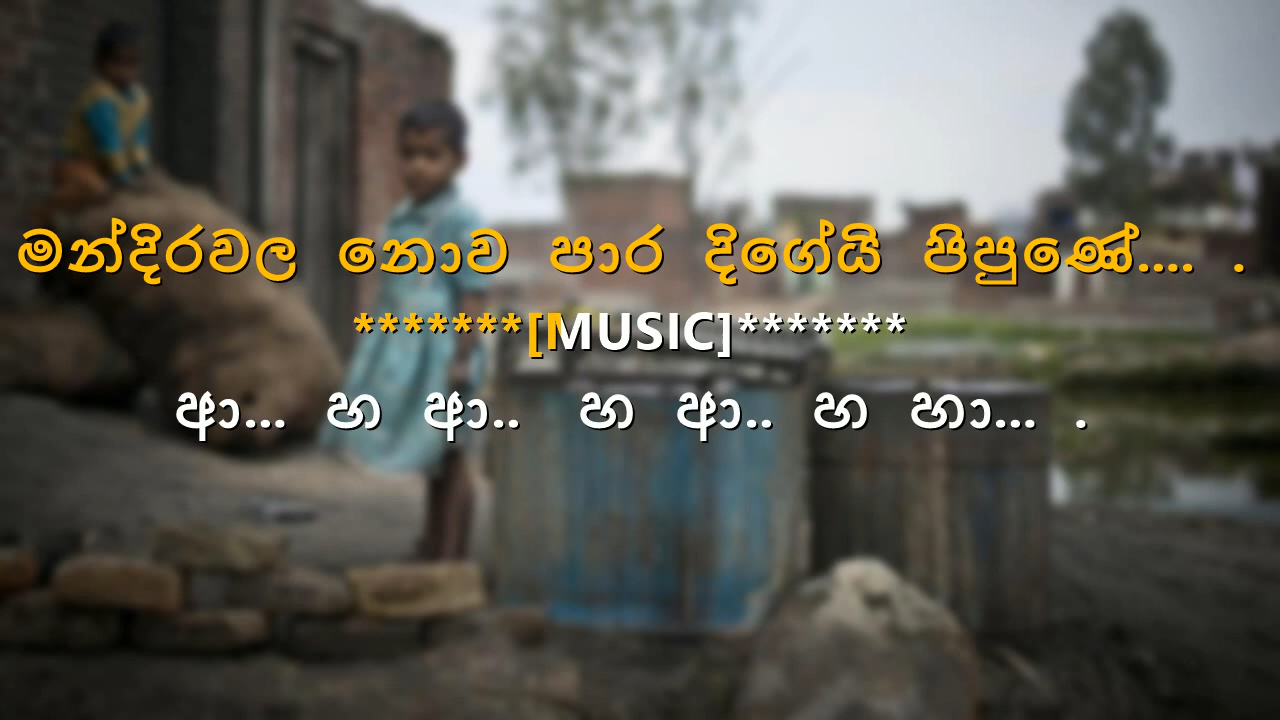 මන්දිරවල නොව පාර දිගේයි පිපුණේ.... .
*******[MUSIC]*******
ආ... හ ආ.. හ ආ.. හ හා... .